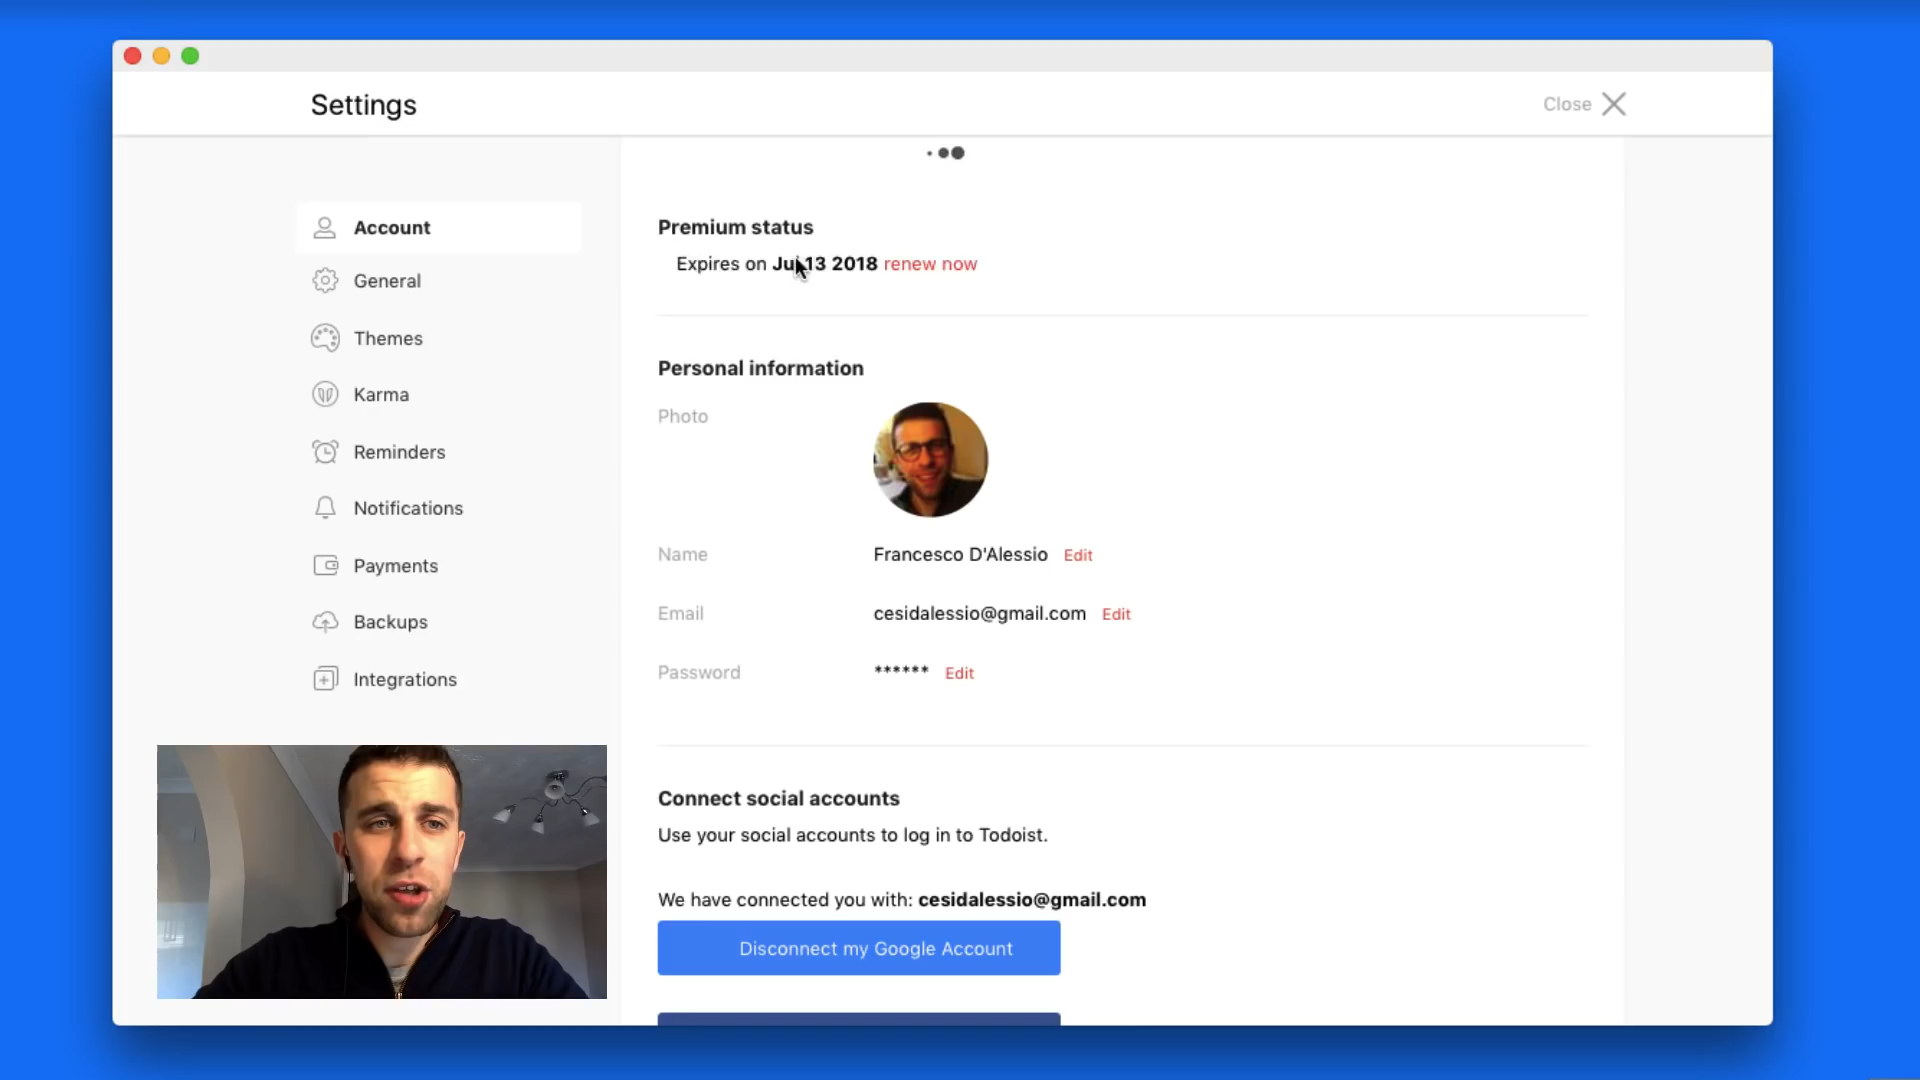 Settings
Close
Account
General
Themes
Karma
Reminders
Notifications
Payments
Backups
Integrations
Premium status
Expires on Jul 13 2018 renew now
Personal information
Photo
Name Francesco D'Alessio Edit
Email cesidalessio@gmail.com Edit
Password ****** Edit
Connect social accounts
Use your social accounts to log in to Todoist.
We have connected you with: cesidalessio@gmail.com
Disconnect my Google Account